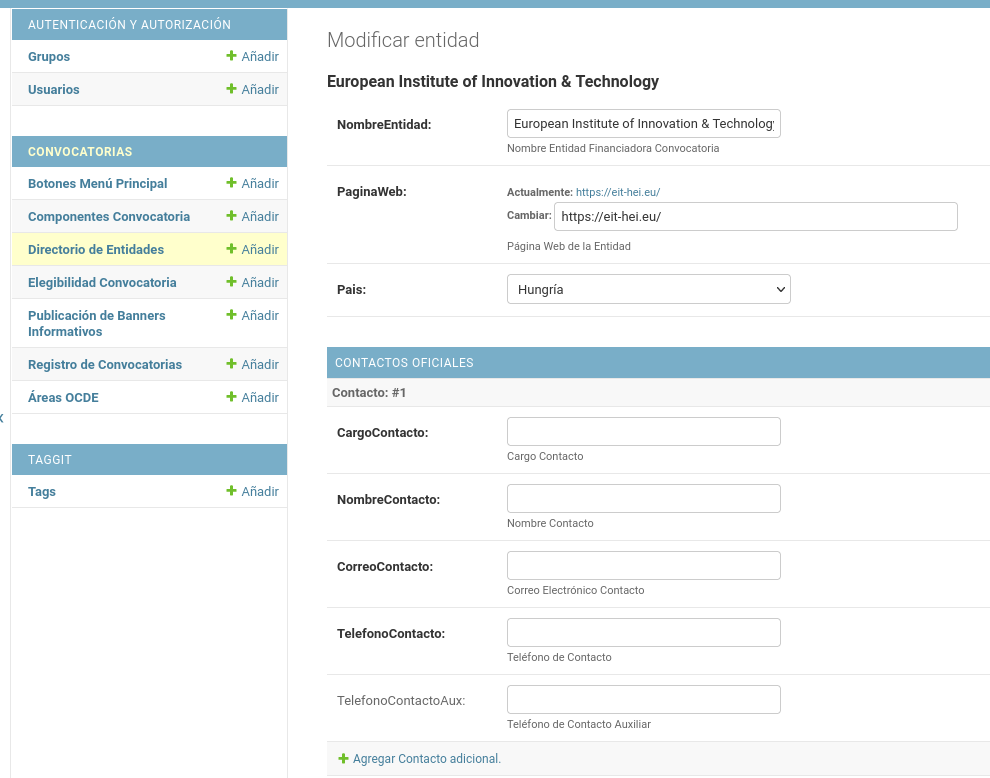 AUTENTICACIÓN Y AUTORIZACIÓN
Grupos
Añadir
Usuarios
Añadir
CONVOCATORIAS
Botones Menú Principal
Añadir
Componentes Convocatoria
Añadir
Directorio de Entidades
Añadir
Elegibilidad Convocatoria
Añadir
Publicación de Banners
Informativos
Añadir
Registro de Convocatorias
Añadir
Áreas OCDE
Añadir
TAGGIT
Tags
Añadir
Modificar entidad
European Institute of Innovation & Technology
NombreEntidad:
European Institute of Innovation & Technology
Nombre Entidad Financiadora Convocatoria
PaginaWeb:
Actualmente: https://eit-hei.eu/
Cambiar: https://eit-hei.eu/
Página Web de la Entidad
Pais:
Hungría
CONTACTOS OFICIALES
Contacto: #1
CargoContacto:
Cargo Contacto
NombreContacto:
Nombre Contacto
CorreoContacto:
Correo Electrónico Contacto
TelefonoContacto:
Teléfono de Contacto
TelefonoContactoAux:
Teléfono de Contacto Auxiliar
Agregar Contacto adicional.